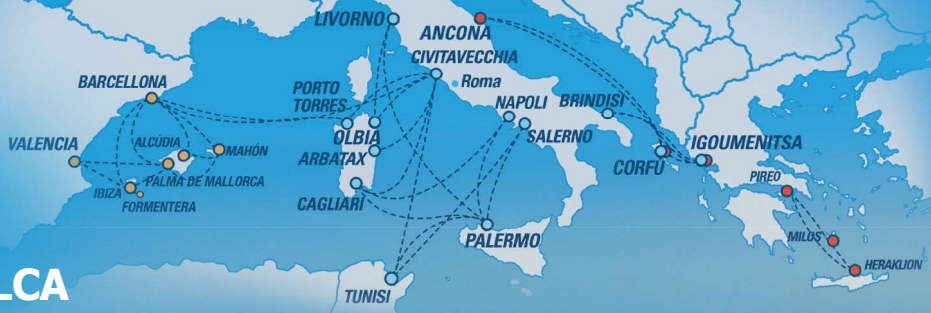 LIVORNO
ANCONA
CIVITAVECCHIA
Roma
BARCELLONA
PORTO
TORRES
NAPOLI
BRINDISI
OLBIA
SALERNO
VALENCIA
ALCÚDIA
MAHÓN
ARBATAX
IGOUMENITSA
CORFÙ
PIREO
PALMA DE MALLORCA
IBIZA
FORMENTERA
CAGLIARI
PALERMO
MILOS
HERAKLION
LCA
TUNISI